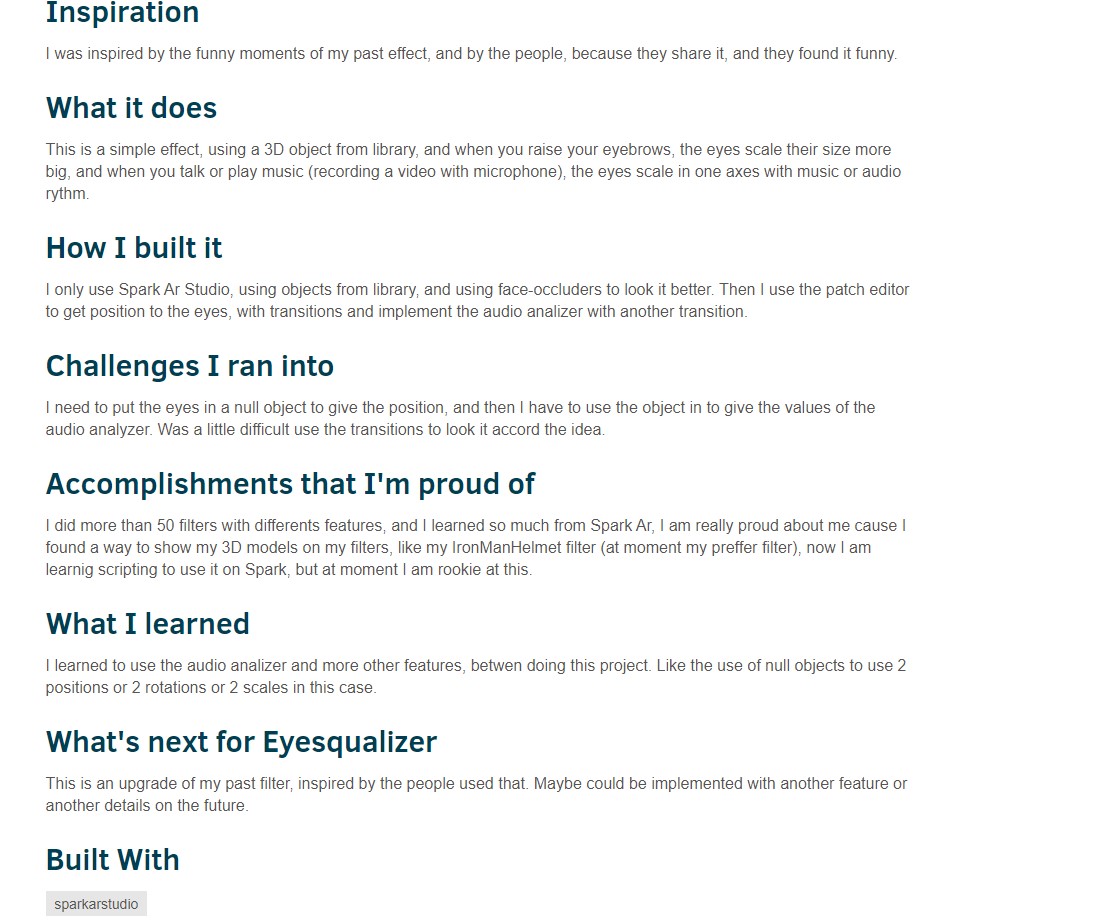 Inspiration
I was inspired by the funny moments of my past effect, and by the people, because they share it, and they found it funny.
What it does
This is a simple effect, using a 3D object from library, and when you raise your eyebrows, the eyes scale their size more
big, and when you talk or play music (recording a video with microphone), the eyes scale in one axes with music or audio
rythm.
How I built it
I only use Spark Ar Studio, using objects from library, and using face-occluders to look it better. Then I use the patch editor
to get position to the eyes, with transitions and implement the audio analizer with another transition.
Challenges I ran into
I need to put the eyes in a null object to give the position, and then I have to use the object in to give the values of the
audio analyzer. Was a little difficult use the transitions to look it accord the idea.
Accomplishments that I'm proud of
I did more than 50 filters with differents features, and I learned so much from Spark Ar, I am really proud about me cause I
found a way to show my 3D models on my filters, like my IronManHelmet filter (at moment my preffer filter), now I am
learnig scripting to use it on Spark, but at moment I am rookie at this.
What I learned
I learned to use the audio analizer and more other features, betwen doing this project. Like the use of null objects to use 2
positions or 2 rotations or 2 scales in this case.
What's next for Eyesqualizer
This is an upgrade of my past filter, inspired by the people used that. Maybe could be implemented with another feature or
another details on the future.
Built With
sparkarstudio